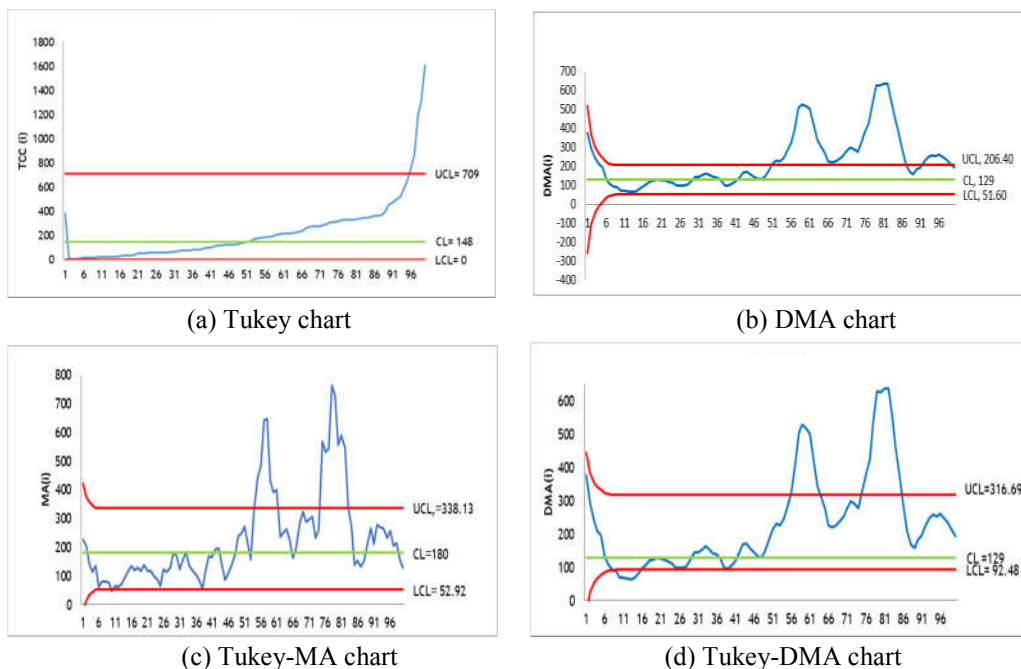 1800
1600
1400
1200
1000
800
600
400
200
0
TCC (i)
UCL= 709
CL= 148
LCL= 0
1 6 11 16 21 26 31 36 41 46 51 56 61 66 71 76 81 86 91 96
(a) Tukey chart
700
600
500
400
300
200
100
0
-100
-200
-300
-400
DMA(i)
UCL, 206.40
CL, 129
LCL, 51.60
1 6 11 16 21 26 31 36 41 46 51 56 61 66 71 76 81 86 91 96
(b) DMA chart
800
700
600
500
400
300
200
100
0
MA(i)
UCL,=338.13
CL=180
LCL= 52.92
1 6 11 16 21 26 31 36 41 46 51 56 61 66 71 76 81 86 91 96
(c) Tukey-MA chart
600
500
400
300
200
100
0
DMA(i)
UCL=316.69
CL =129
LCL= 92.48
1 6 11 16 21 26 31 36 41 46 51 56 61 66 71 76 81 86 91 96
(d) Tukey-DMA chart